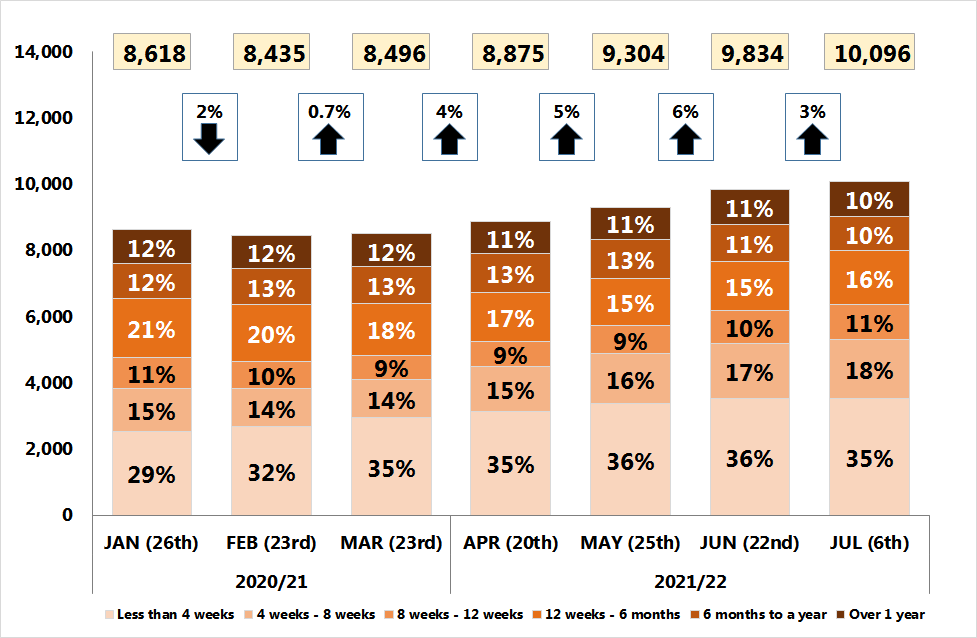 8,618 8,435 8,496 8,875 9,304 9,834 10,096
2% 0.7% 4% 5% 6% 3%
14,000
12,000
10,000
8,000
6,000
4,000
2,000
0
12% 12% 12% 11% 11% 11% 10%
12% 13% 13% 13% 13% 11% 10%
21% 20% 18% 17% 15% 15% 16%
11% 10% 9% 9% 9% 10% 11%
15% 14% 14% 15% 16% 17% 18%
29% 32% 35% 35% 36% 36% 35%
JAN (26th) FEB (23rd) MAR (23rd) APR (20th) MAY (25th) JUN (22nd) JUL (6th)
2020/21 2021/22
Less than 4 weeks 4 weeks - 8 weeks 8 weeks - 12 weeks 12 weeks - 6 months 6 months to a year Over 1 year